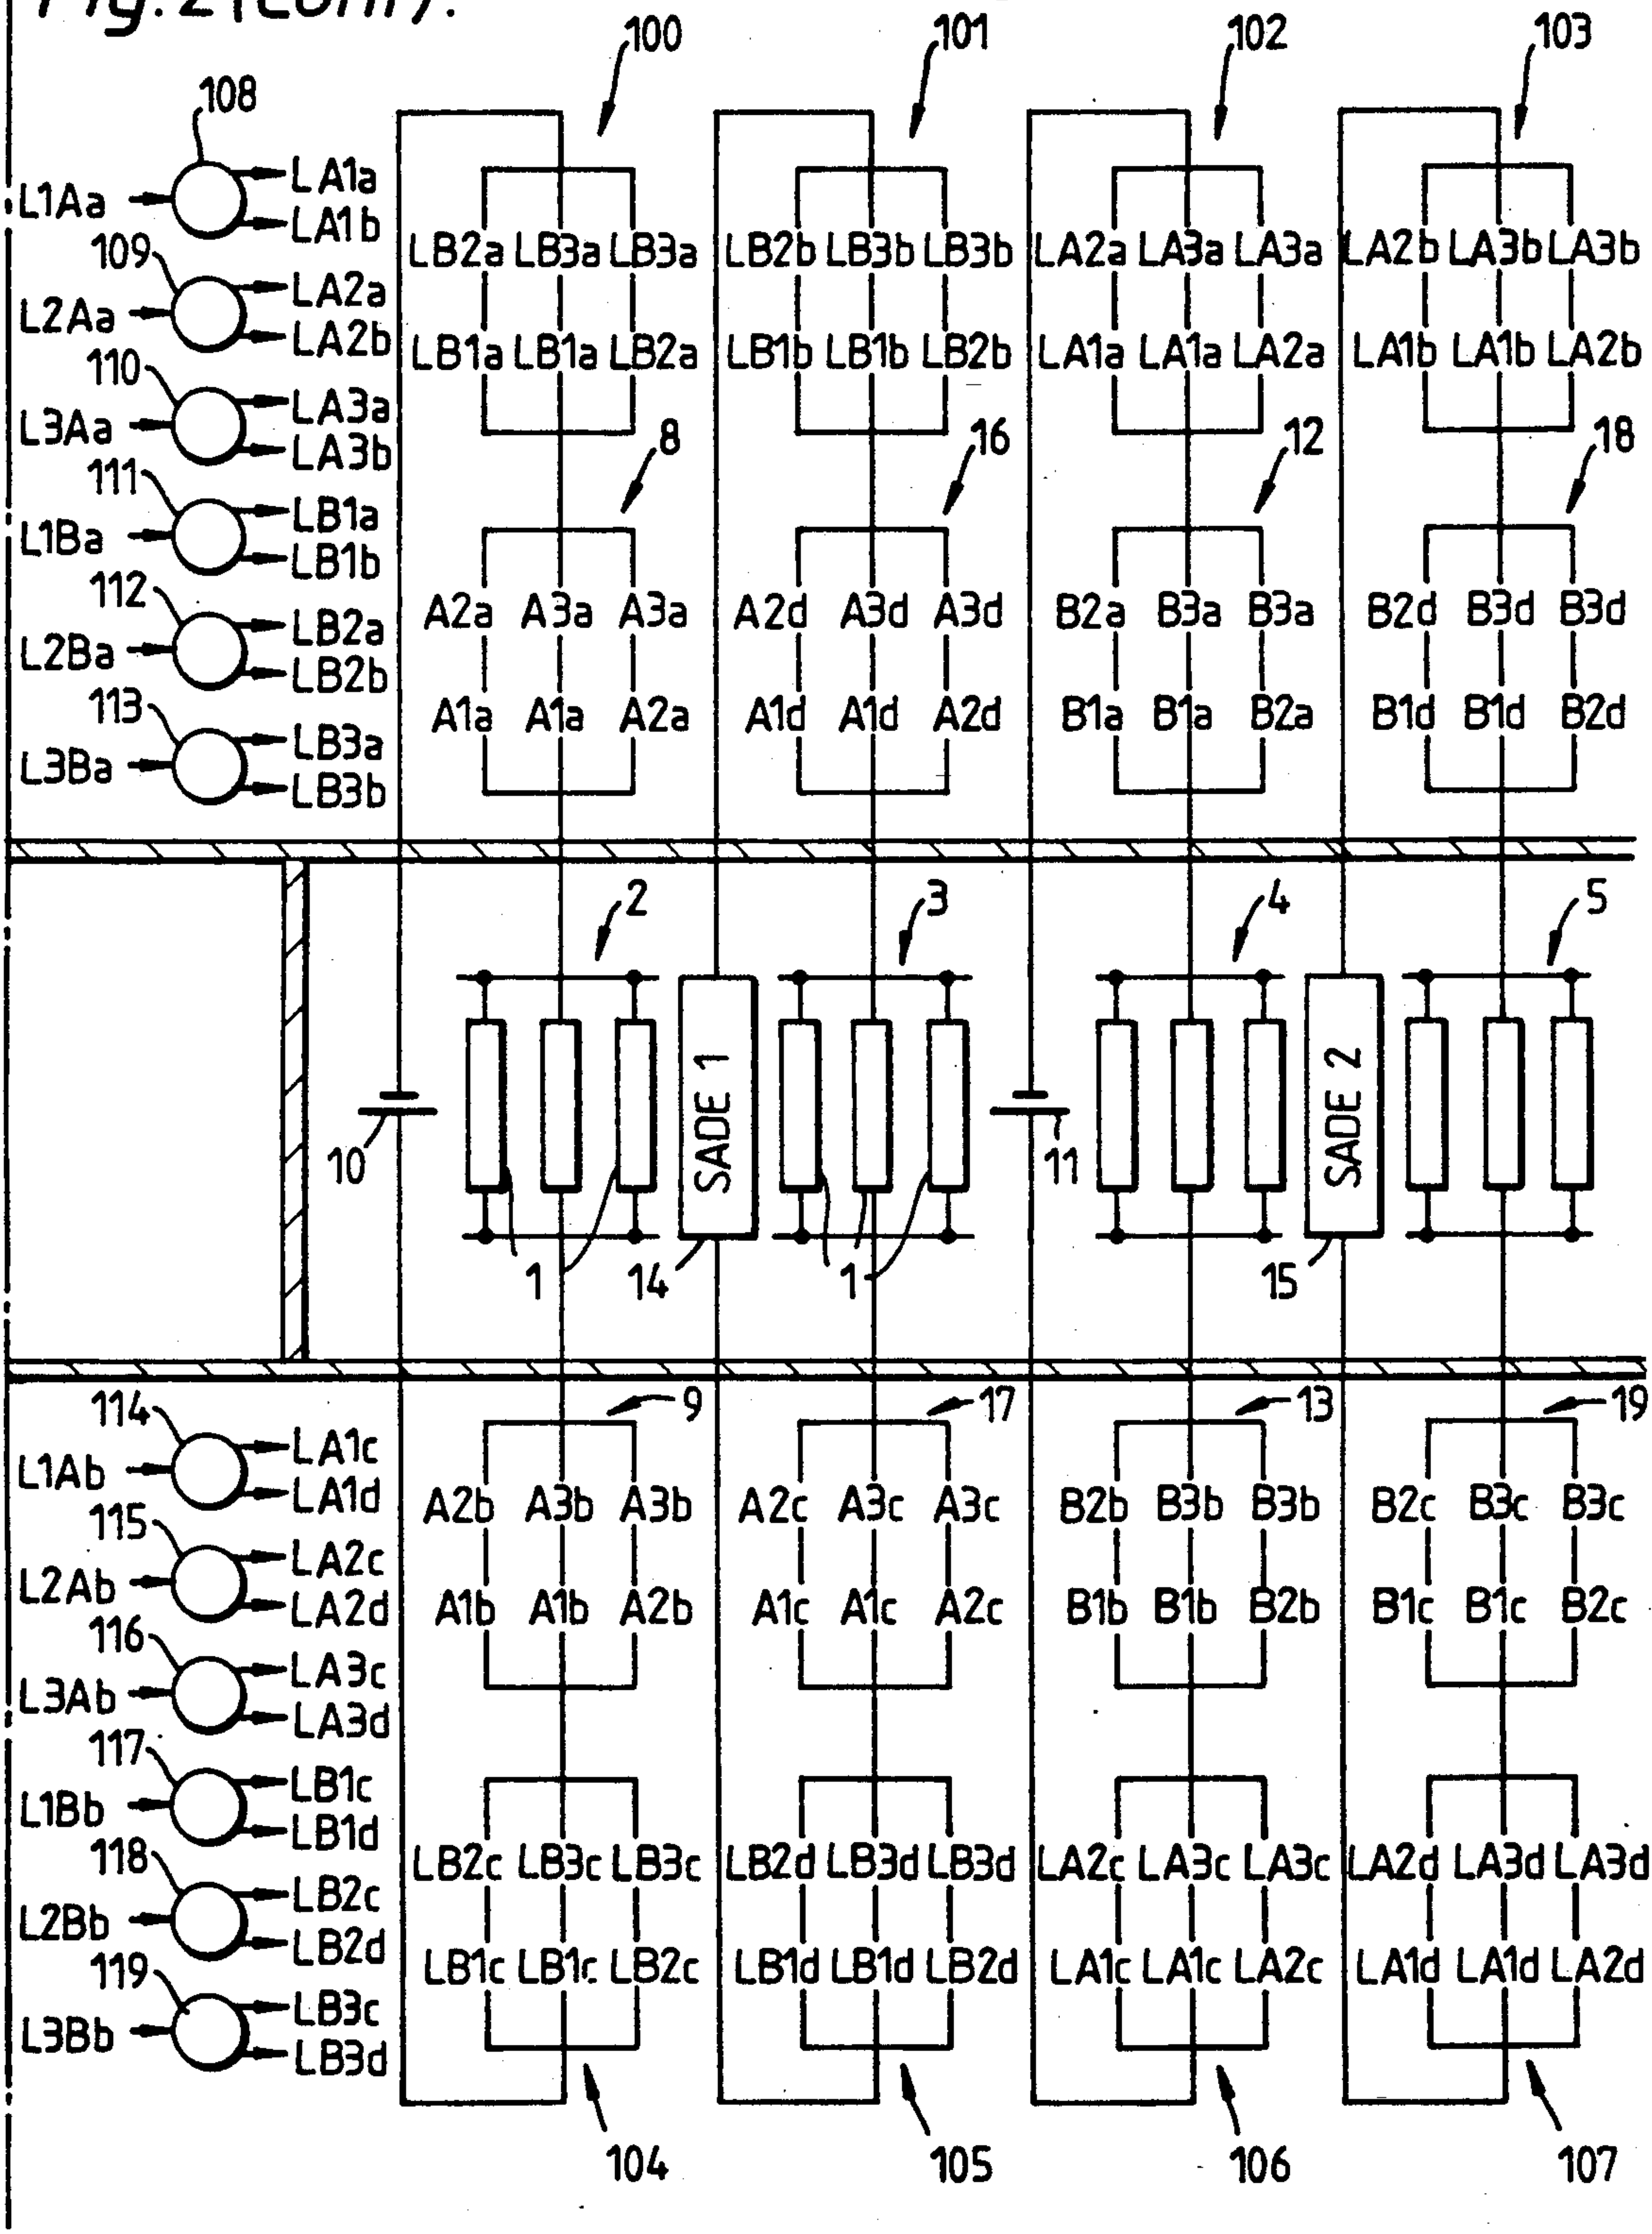 Fig. 2 (cont).
100 101 102 103
108
L1Aa LA1a
LA1b
109
L2Aa LA2a
LA2b
110
L3Aa LA3a
LA3b
111
L1Ba LB1a
LB1b
112
L2Ba LB2a
LB2b
113
L3Ba LB3a
LB3b
LB2a LB3a LB3a LB2b LB3b LB3b LA2a LA3a LA3a LA2b LA3b LA3b
LB1a LB1a LB2a LB1b LB1b LB2b LA1a LA1a LA2a LA1b LA1b LA2b
8 16 12 18
A2a A3a A3a A2d A3d A3d B2a B3a B3a B2d B3d B3d
A1a A1a A2a A1d A1d A2d B1a B1a B2a B1d B1d B2d
2 3 4 5
SADE 1
SADE 2
10 11
1 14 1 15
9 17 13 19
114
L1Ab LA1c
LA1d
115
L2Ab LA2c
LA2d
116
L3Ab LA3c
LA3d
117
L1Bb LB1c
LB1d
118
L2Bb LB2c
LB2d
119
L3Bb LB3c
LB3d
A2b A3b A3b A2c A3c A3c B2b B3b B3b B2c B3c B3c
A1b A1b A2b A1c A1c A2c B1b B1b B2b B1c B1c B2c
LB2c LB3c LB3c LB2d LB3d LB3d LA2c LA3c LA3c LA2d LA3d LA3d
LB1c LB1c LB2c LB1d LB1d LB2d LA1c LA1c LA2c LA1d LA1d LA2d
104 105 106 107